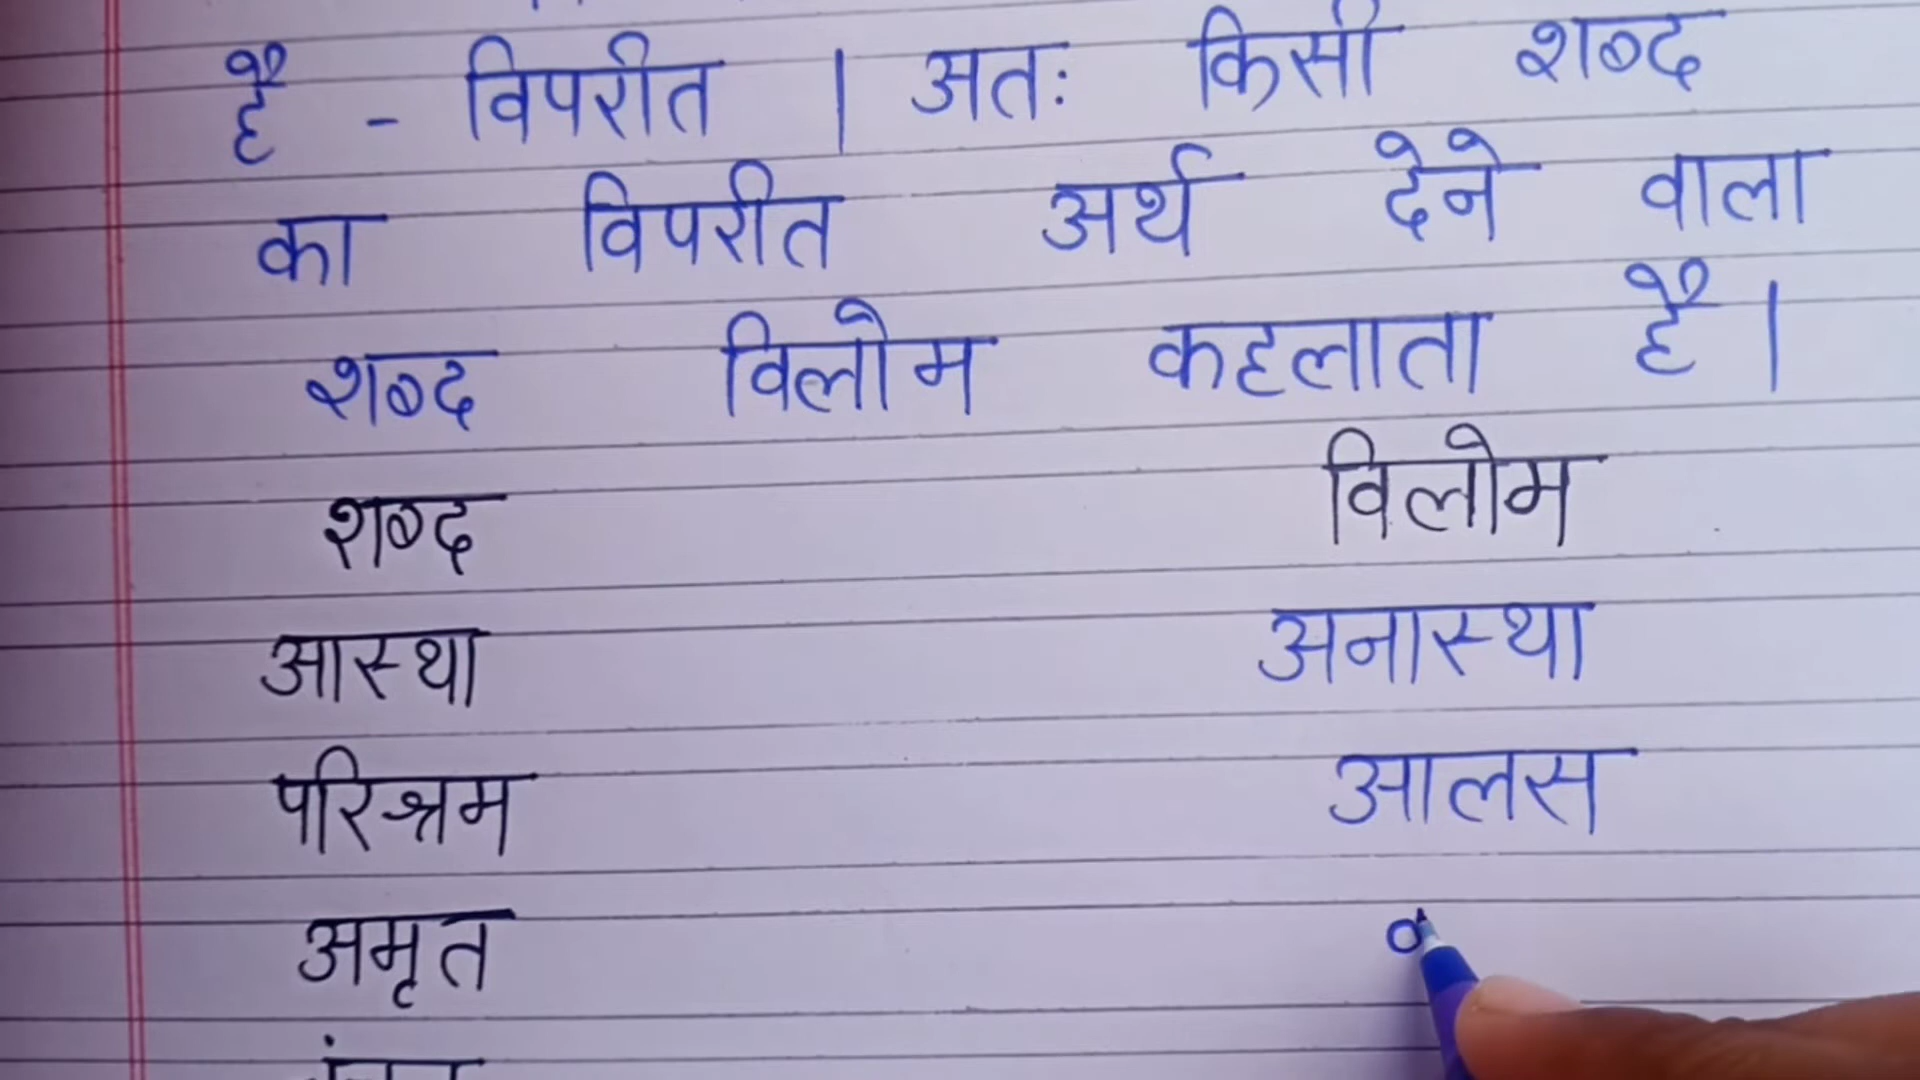 है - विपरीत । अतः किसी शब्द
का विपरीत अर्थ देने वाला
शब्द विलोम कहलाता है ।
शब्द विलोम
आस्था अनास्था
परिश्रम आलस
अमृत